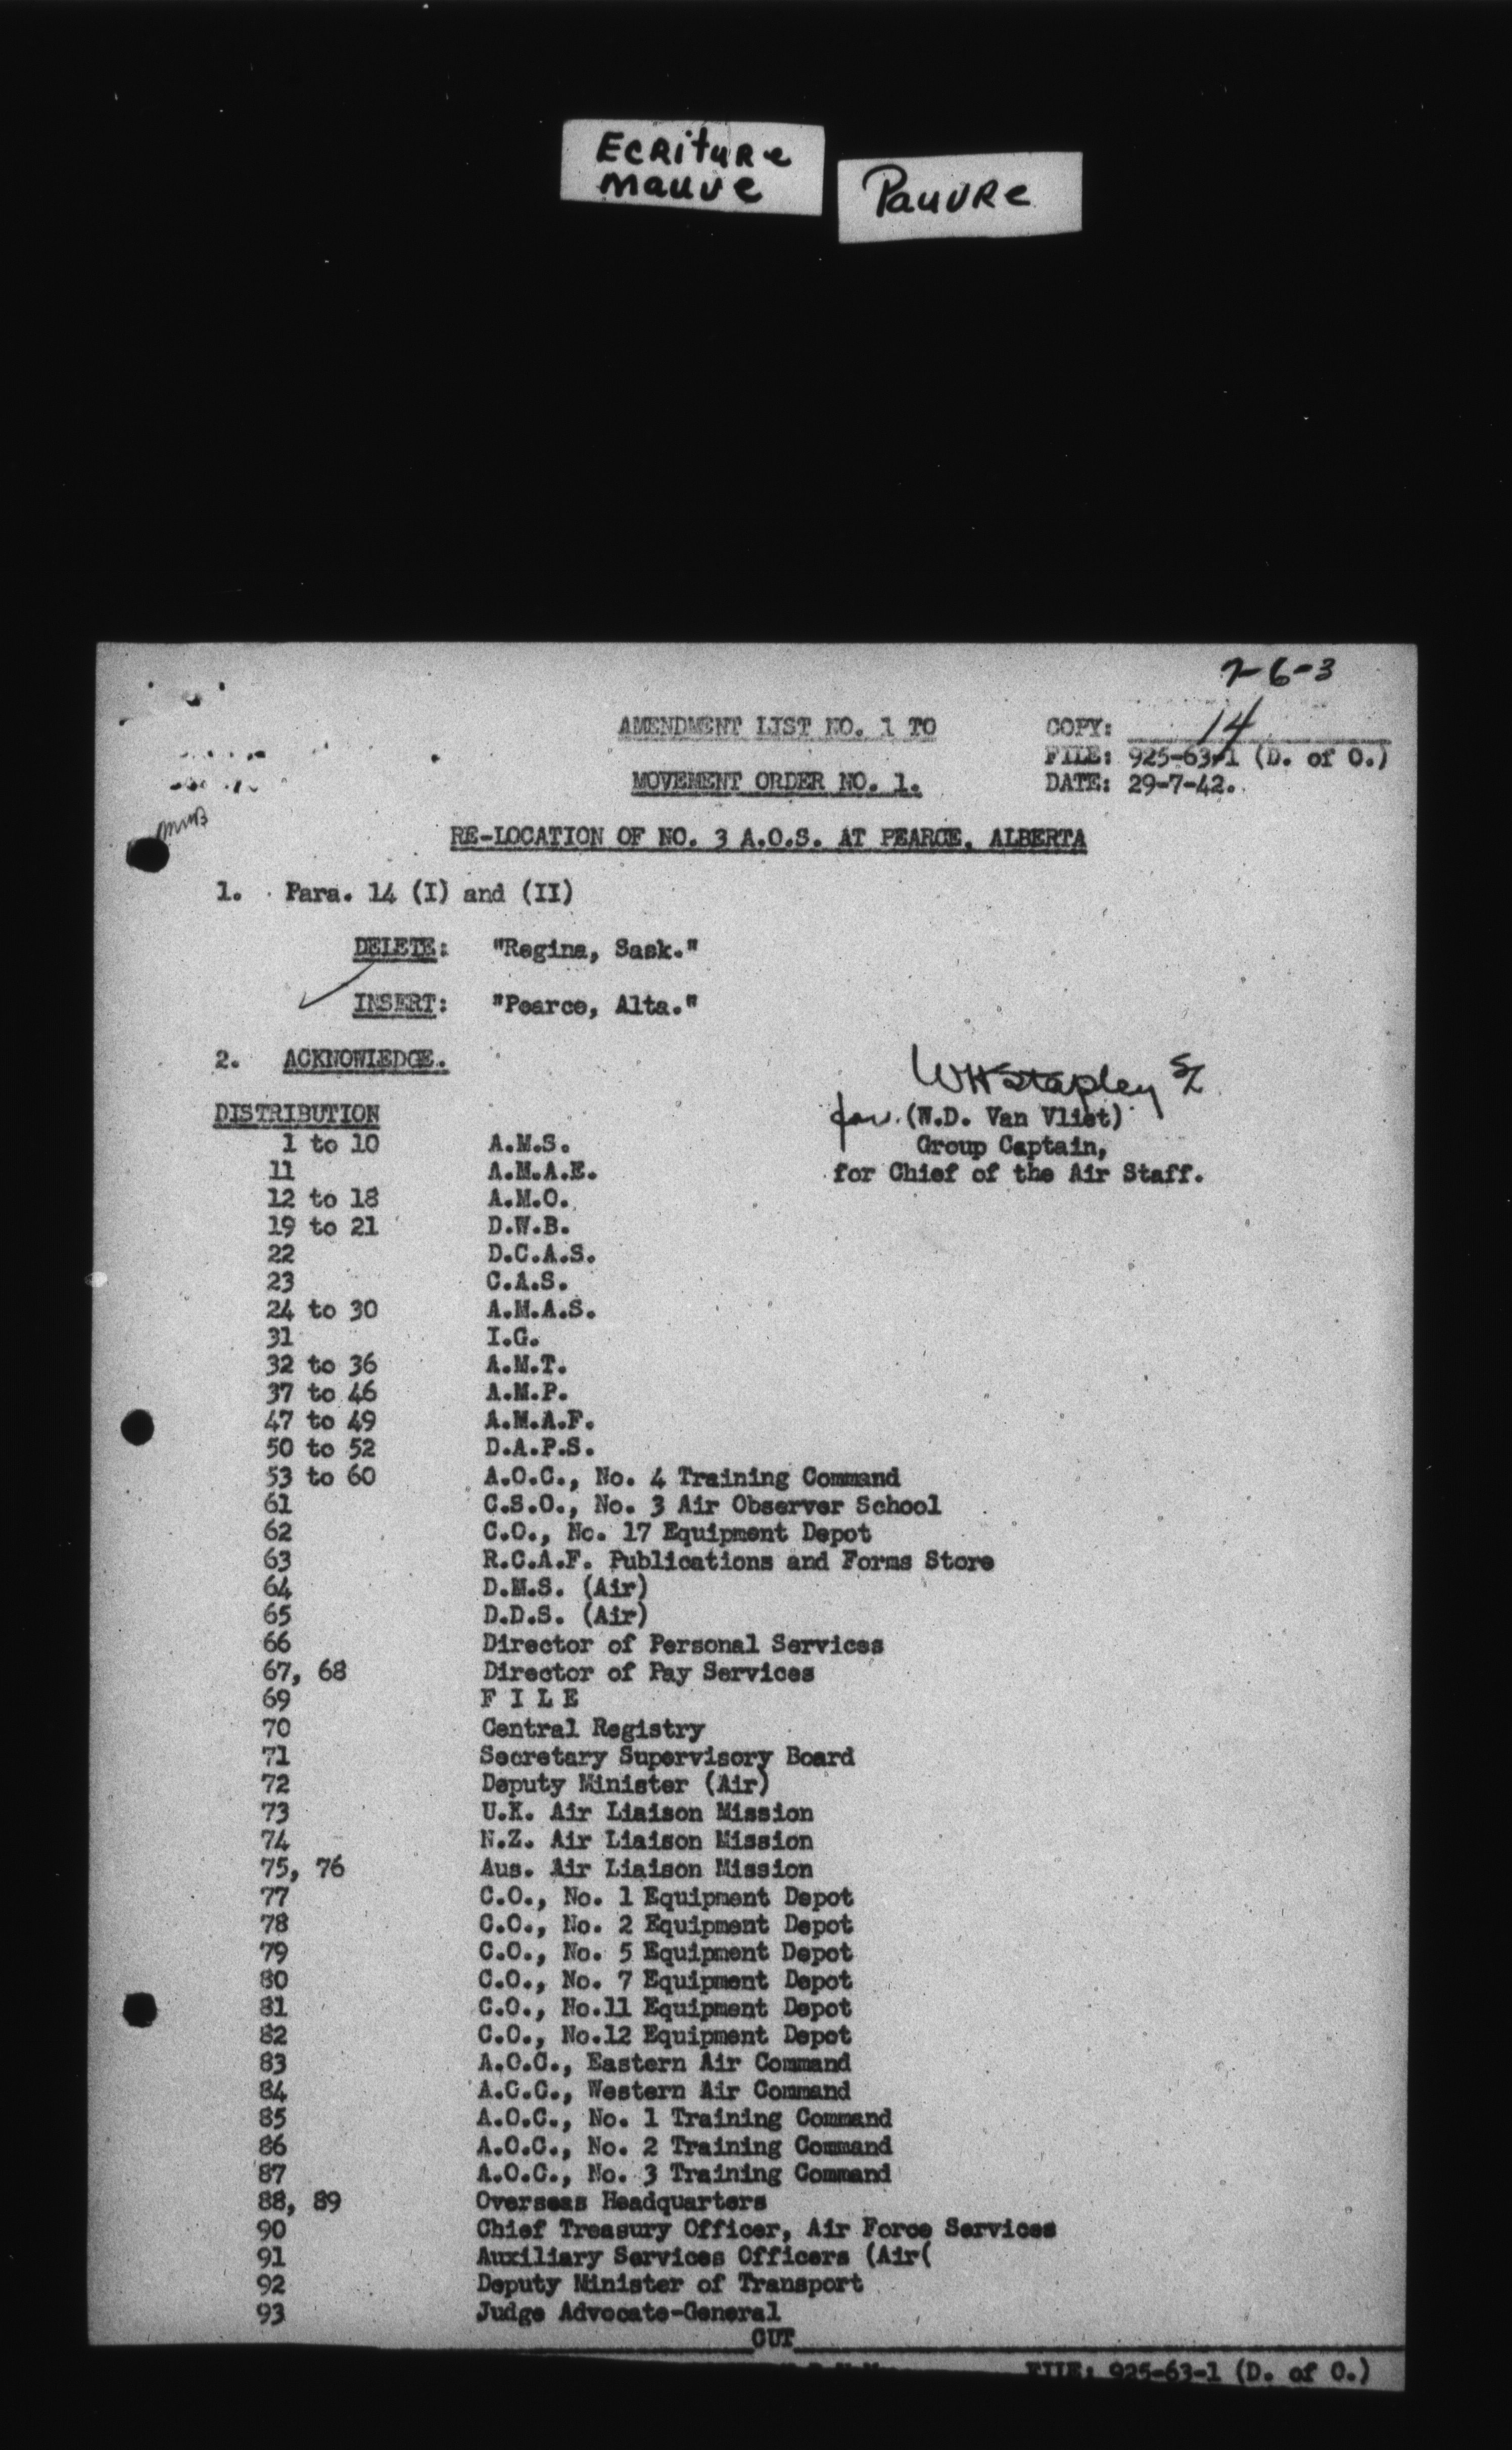 Ecriture
mauve
Pauvre
7-6-3
AMENDMENT LIST NO. 1 TO
COPY: 14
FILE: 925-63-1 (D. of O.)
MOVEMENT ORDER NO. 1.
DATE: 29-7-42.
RE-LOCATION OF NO. 3 A.O.S. AT PEARCE, ALBERTA
1. Para. 14 (I) and (II)
DELETE: "Regina, Sask."
INSERT: "Pearce, Alta."
2. ACKNOWLEDGE.
WHStapley S/L
DISTRIBUTION
for (W.D. Van Vliet)
Group Captain,
for Chief of the Air Staff.
1 to 10 A.M.S.
11 A.M.A.E.
12 to 18 A.M.O.
19 to 21 D.W.B.
22 D.C.A.S.
23 C.A.S.
24 to 30 A.M.A.S.
31 I.G.
32 to 36 A.M.T.
37 to 46 A.M.P.
47 to 49 A.M.A.F.
50 to 52 D.A.P.S.
53 to 60 A.O.C., No. 4 Training Command
61 C.S.O., No. 3 Air Observer School
62 C.O., No. 17 Equipment Depot
63 R.C.A.F. Publications and Forms Store
64 D.M.S. (Air)
65 D.D.S. (Air)
66 Director of Personal Services
67, 68 Director of Pay Services
69 F I L E
70 Central Registry
71 Secretary Supervisory Board
72 Deputy Minister (Air)
73 U.K. Air Liaison Mission
74 N.Z. Air Liaison Mission
75, 76 Aus. Air Liaison Mission
77 C.O., No. 1 Equipment Depot
78 C.O., No. 2 Equipment Depot
79 C.O., No. 5 Equipment Depot
80 C.O., No. 7 Equipment Depot
81 C.O., No.11 Equipment Depot
82 C.O., No.12 Equipment Depot
83 A.O.C., Eastern Air Command
84 A.O.C., Western Air Command
85 A.O.C., No. 1 Training Command
86 A.O.C., No. 2 Training Command
87 A.O.C., No. 3 Training Command
88, 89 Overseas Headquarters
90 Chief Treasury Officer, Air Force Services
91 Auxiliary Services Officers (Air(
92 Deputy Minister of Transport
93 Judge Advocate-General
CUT
FILE: 925-63-1 (D. of O.)